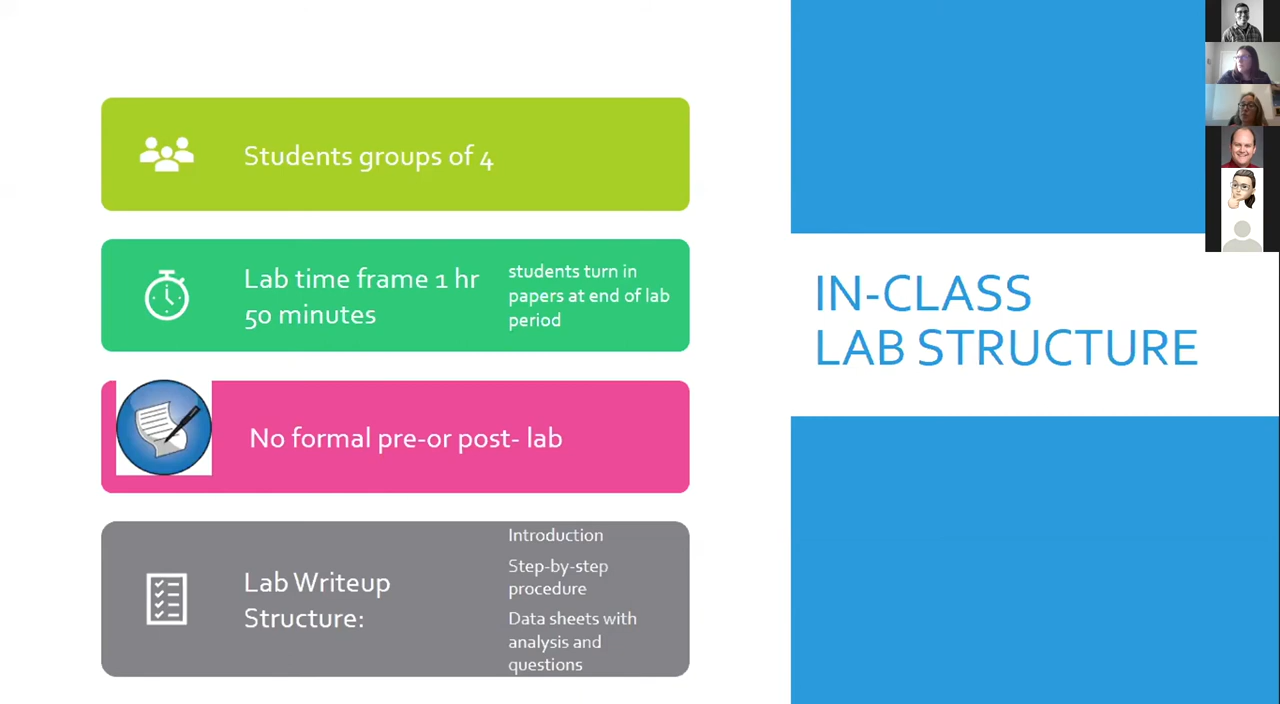 Students groups of 4
Lab time frame 1 hr
50 minutes
students turn in
papers at end of lab
period
No formal pre-or post- lab
Lab Writeup
Structure:
Introduction
Step-by-step
procedure
Data sheets with
analysis and
questions
IN-CLASS
LAB STRUCTURE